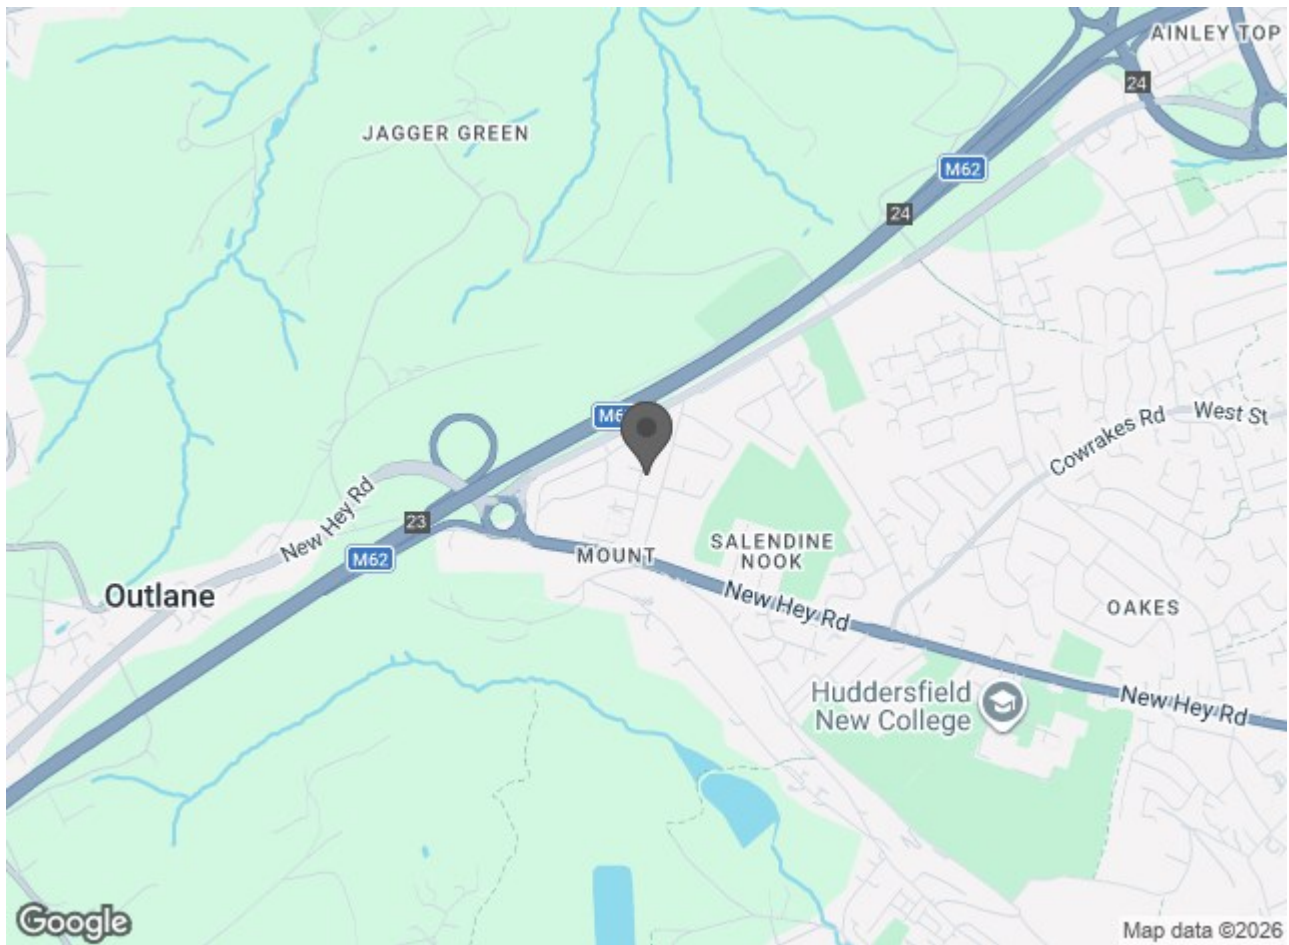 AINLEY TOP
24
JAGGER GREEN
M62
24
West St
Cowrakes Rd
M6
New Hey Rd
23
M62
MOUNT
SALENDINE
NOOK
Outlane
New Hey Rd
OAKES
Huddersfield
New College
New Hey Rd
Google
Map data ©2026